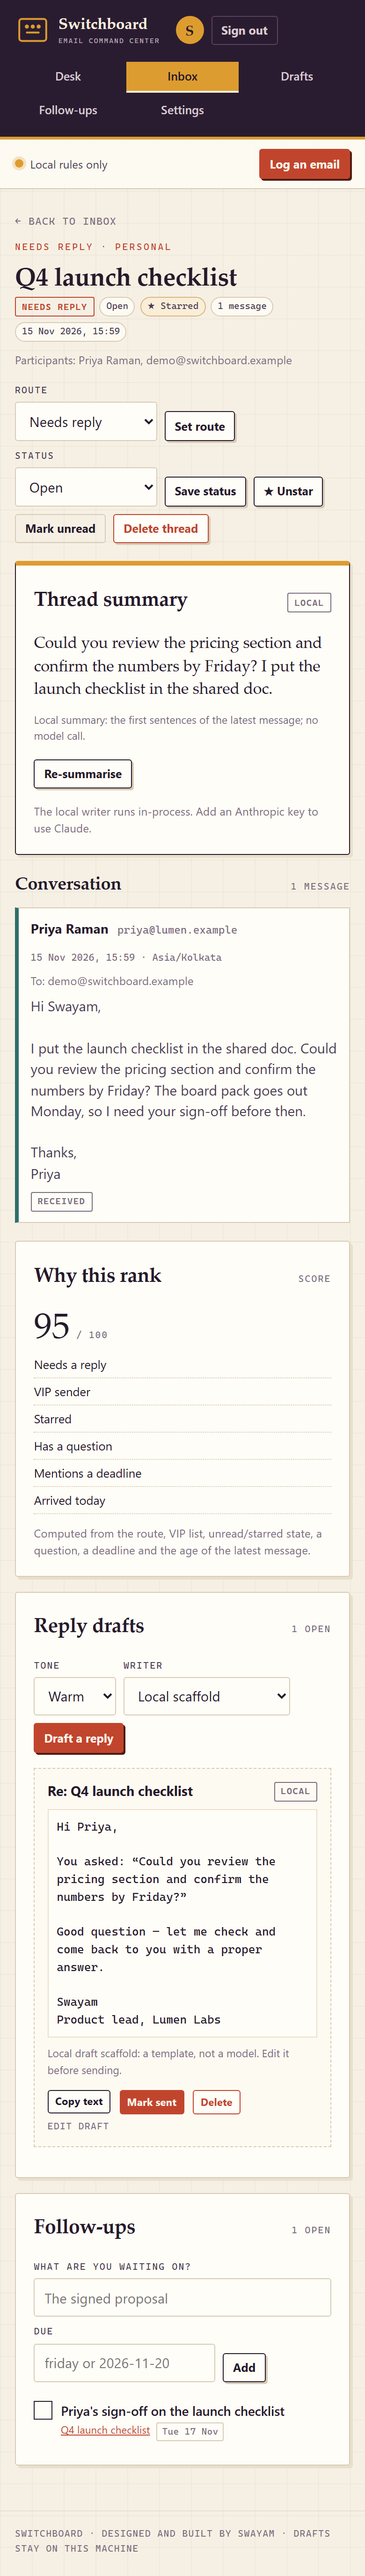 Switchboard
EMAIL COMMAND CENTER
S
Sign out
Desk
Inbox
Drafts
Follow-ups
Settings
Local rules only
Log an email
← BACK TO INBOX
NEEDS REPLY · PERSONAL
Q4 launch checklist
NEEDS REPLY
Open
★ Starred
1 message
15 Nov 2026, 15:59
Participants: Priya Raman, demo@switchboard.example
ROUTE
Needs reply
Set route
STATUS
Open
Save status
★ Unstar
Mark unread
Delete thread
Thread summary
LOCAL
Could you review the pricing section and
confirm the numbers by Friday? I put the
launch checklist in the shared doc.
Local summary: the first sentences of the latest message; no
model call.
Re-summarise
The local writer runs in-process. Add an Anthropic key to
use Claude.
Conversation
1 MESSAGE
Priya Raman priya@lumen.example
15 Nov 2026, 15:59 · Asia/Kolkata
To: demo@switchboard.example
Hi Swayam,
I put the launch checklist in the shared doc. Could
you review the pricing section and confirm the
numbers by Friday? The board pack goes out
Monday, so I need your sign-off before then.
Thanks,
Priya
RECEIVED
Why this rank
SCORE
95 / 100
Needs a reply
VIP sender
Starred
Has a question
Mentions a deadline
Arrived today
Computed from the route, VIP list, unread/starred state, a
question, a deadline and the age of the latest message.
Reply drafts
1 OPEN
TONE
WRITER
Warm
Local scaffold
Draft a reply
Re: Q4 launch checklist
LOCAL
Hi Priya,
You asked: “Could you review the
pricing section and confirm the
numbers by Friday?”
Good question — let me check and
come back to you with a proper
answer.
Swayam
Product lead, Lumen Labs
Local draft scaffold: a template, not a model. Edit it
before sending.
Copy text
Mark sent
Delete
EDIT DRAFT
Follow-ups
1 OPEN
WHAT ARE YOU WAITING ON?
The signed proposal
DUE
friday or 2026-11-20
Add
Priya's sign-off on the launch checklist
Q4 launch checklist
Tue 17 Nov
SWITCHBOARD · DESIGNED AND BUILT BY SWAYAM · DRAFTS
STAY ON THIS MACHINE